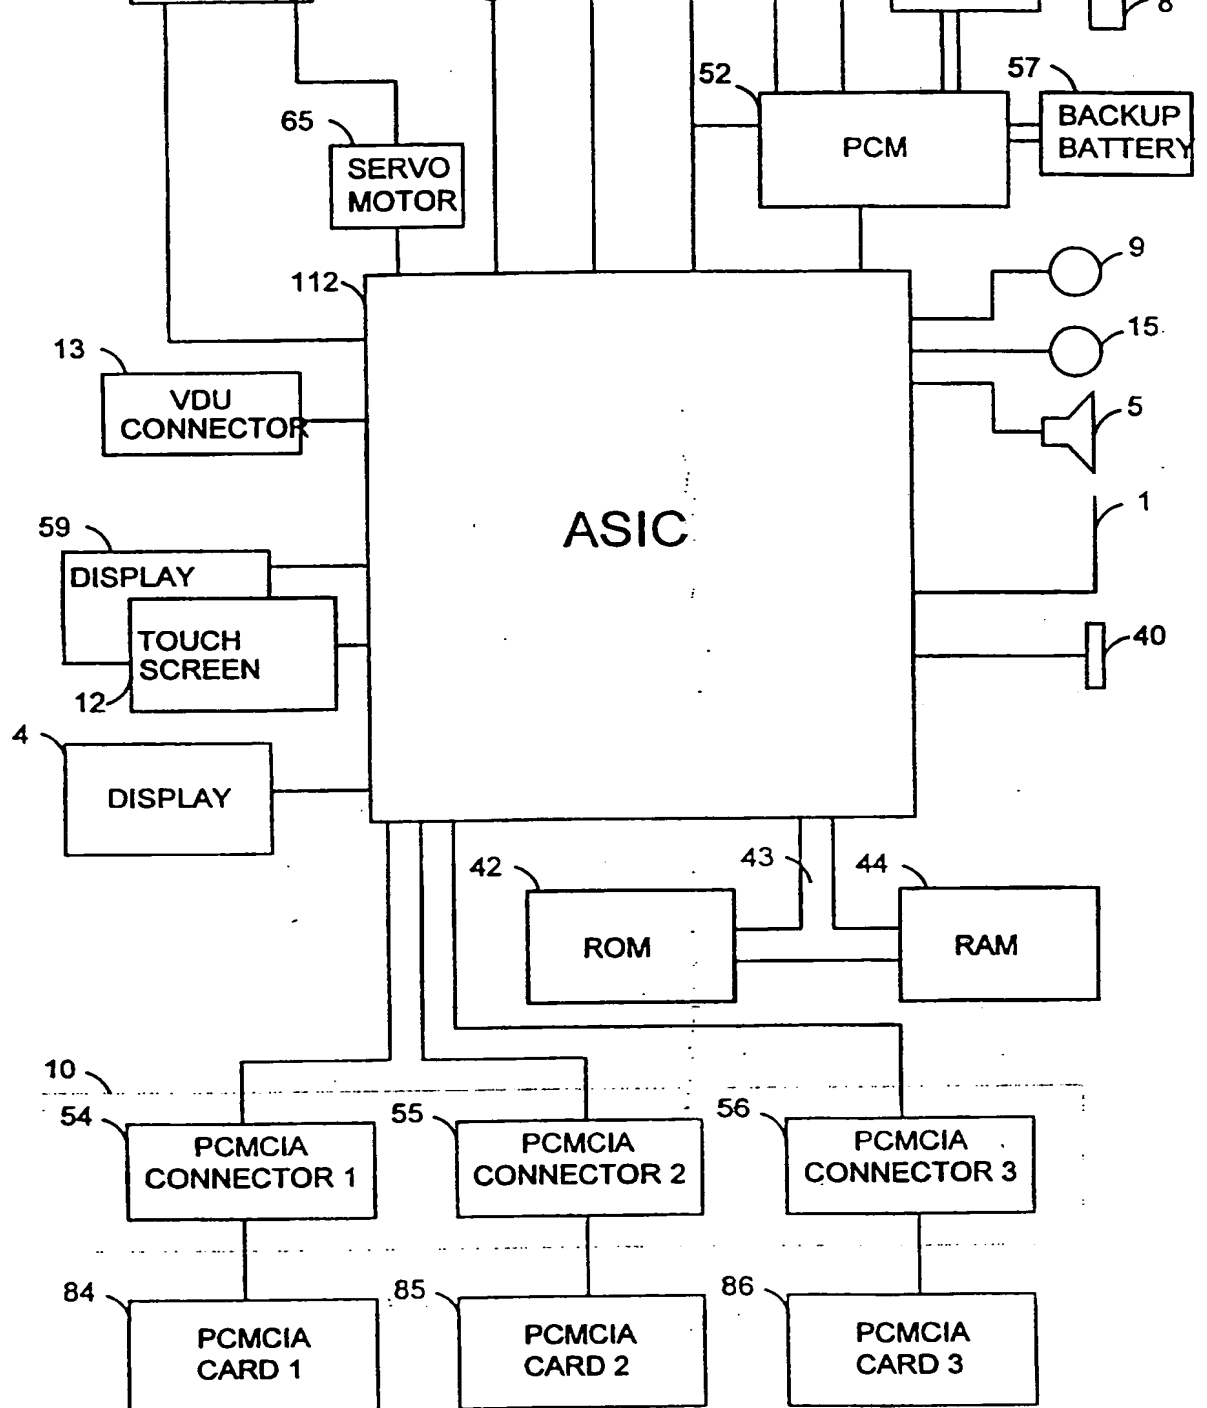 8
52
57
PCM
BACKUP
BATTERY
65
SERVO
MOTOR
112
9
13
15
VDU
CONNECTOR
5
ASIC
1
59
DISPLAY
TOUCH
SCREEN
12
40
4
DISPLAY
42
43
44
ROM
RAM
10
54
55
56
PCMCIA
CONNECTOR 1
PCMCIA
CONNECTOR 2
PCMCIA
CONNECTOR 3
84
85
86
PCMCIA
CARD 1
PCMCIA
CARD 2
PCMCIA
CARD 3